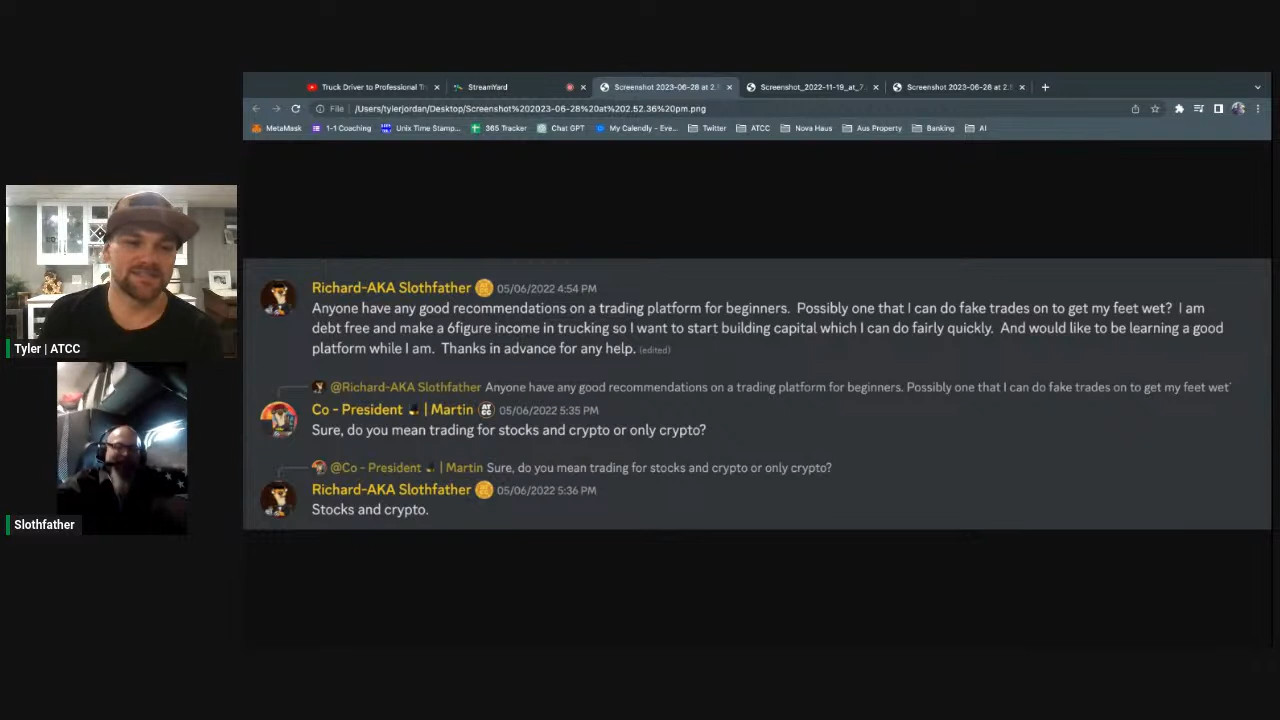 Truck Driver to Professional Tr
StreamYard
Screenshot 2023-06-28 at 2.5
Screenshot_2022-11-19_at_7.
Screenshot 2023-06-28 at 2.5
File
/Users/tylerjordan/Desktop/Screenshot%202023-06-28%20at%202.52.36%20pm.png
MetaMask
1-1 Coaching
Unix Time Stamp...
365 Tracker
Chat GPT
My Calendly - Eve...
Twitter
ATCC
Nova Haus
Aus Property
Banking
AI
Richard-AKA Slothfather 05/06/2022 4:54 PM
Anyone have any good recommendations on a trading platform for beginners. Possibly one that I can do fake trades on to get my feet wet? I am
debt free and make a 6figure income in trucking so I want to start building capital which I can do fairly quickly. And would like to be learning a good
platform while I am. Thanks in advance for any help. (edited)
@Richard-AKA Slothfather Anyone have any good recommendations on a trading platform for beginners. Possibly one that I can do fake trades on to get my feet wet
Co - President | Martin ATCC 05/06/2022 5:35 PM
Sure, do you mean trading for stocks and crypto or only crypto?
@Co - President | Martin Sure, do you mean trading for stocks and crypto or only crypto?
Richard-AKA Slothfather 05/06/2022 5:36 PM
Stocks and crypto.
Tyler | ATCC
Slothfather